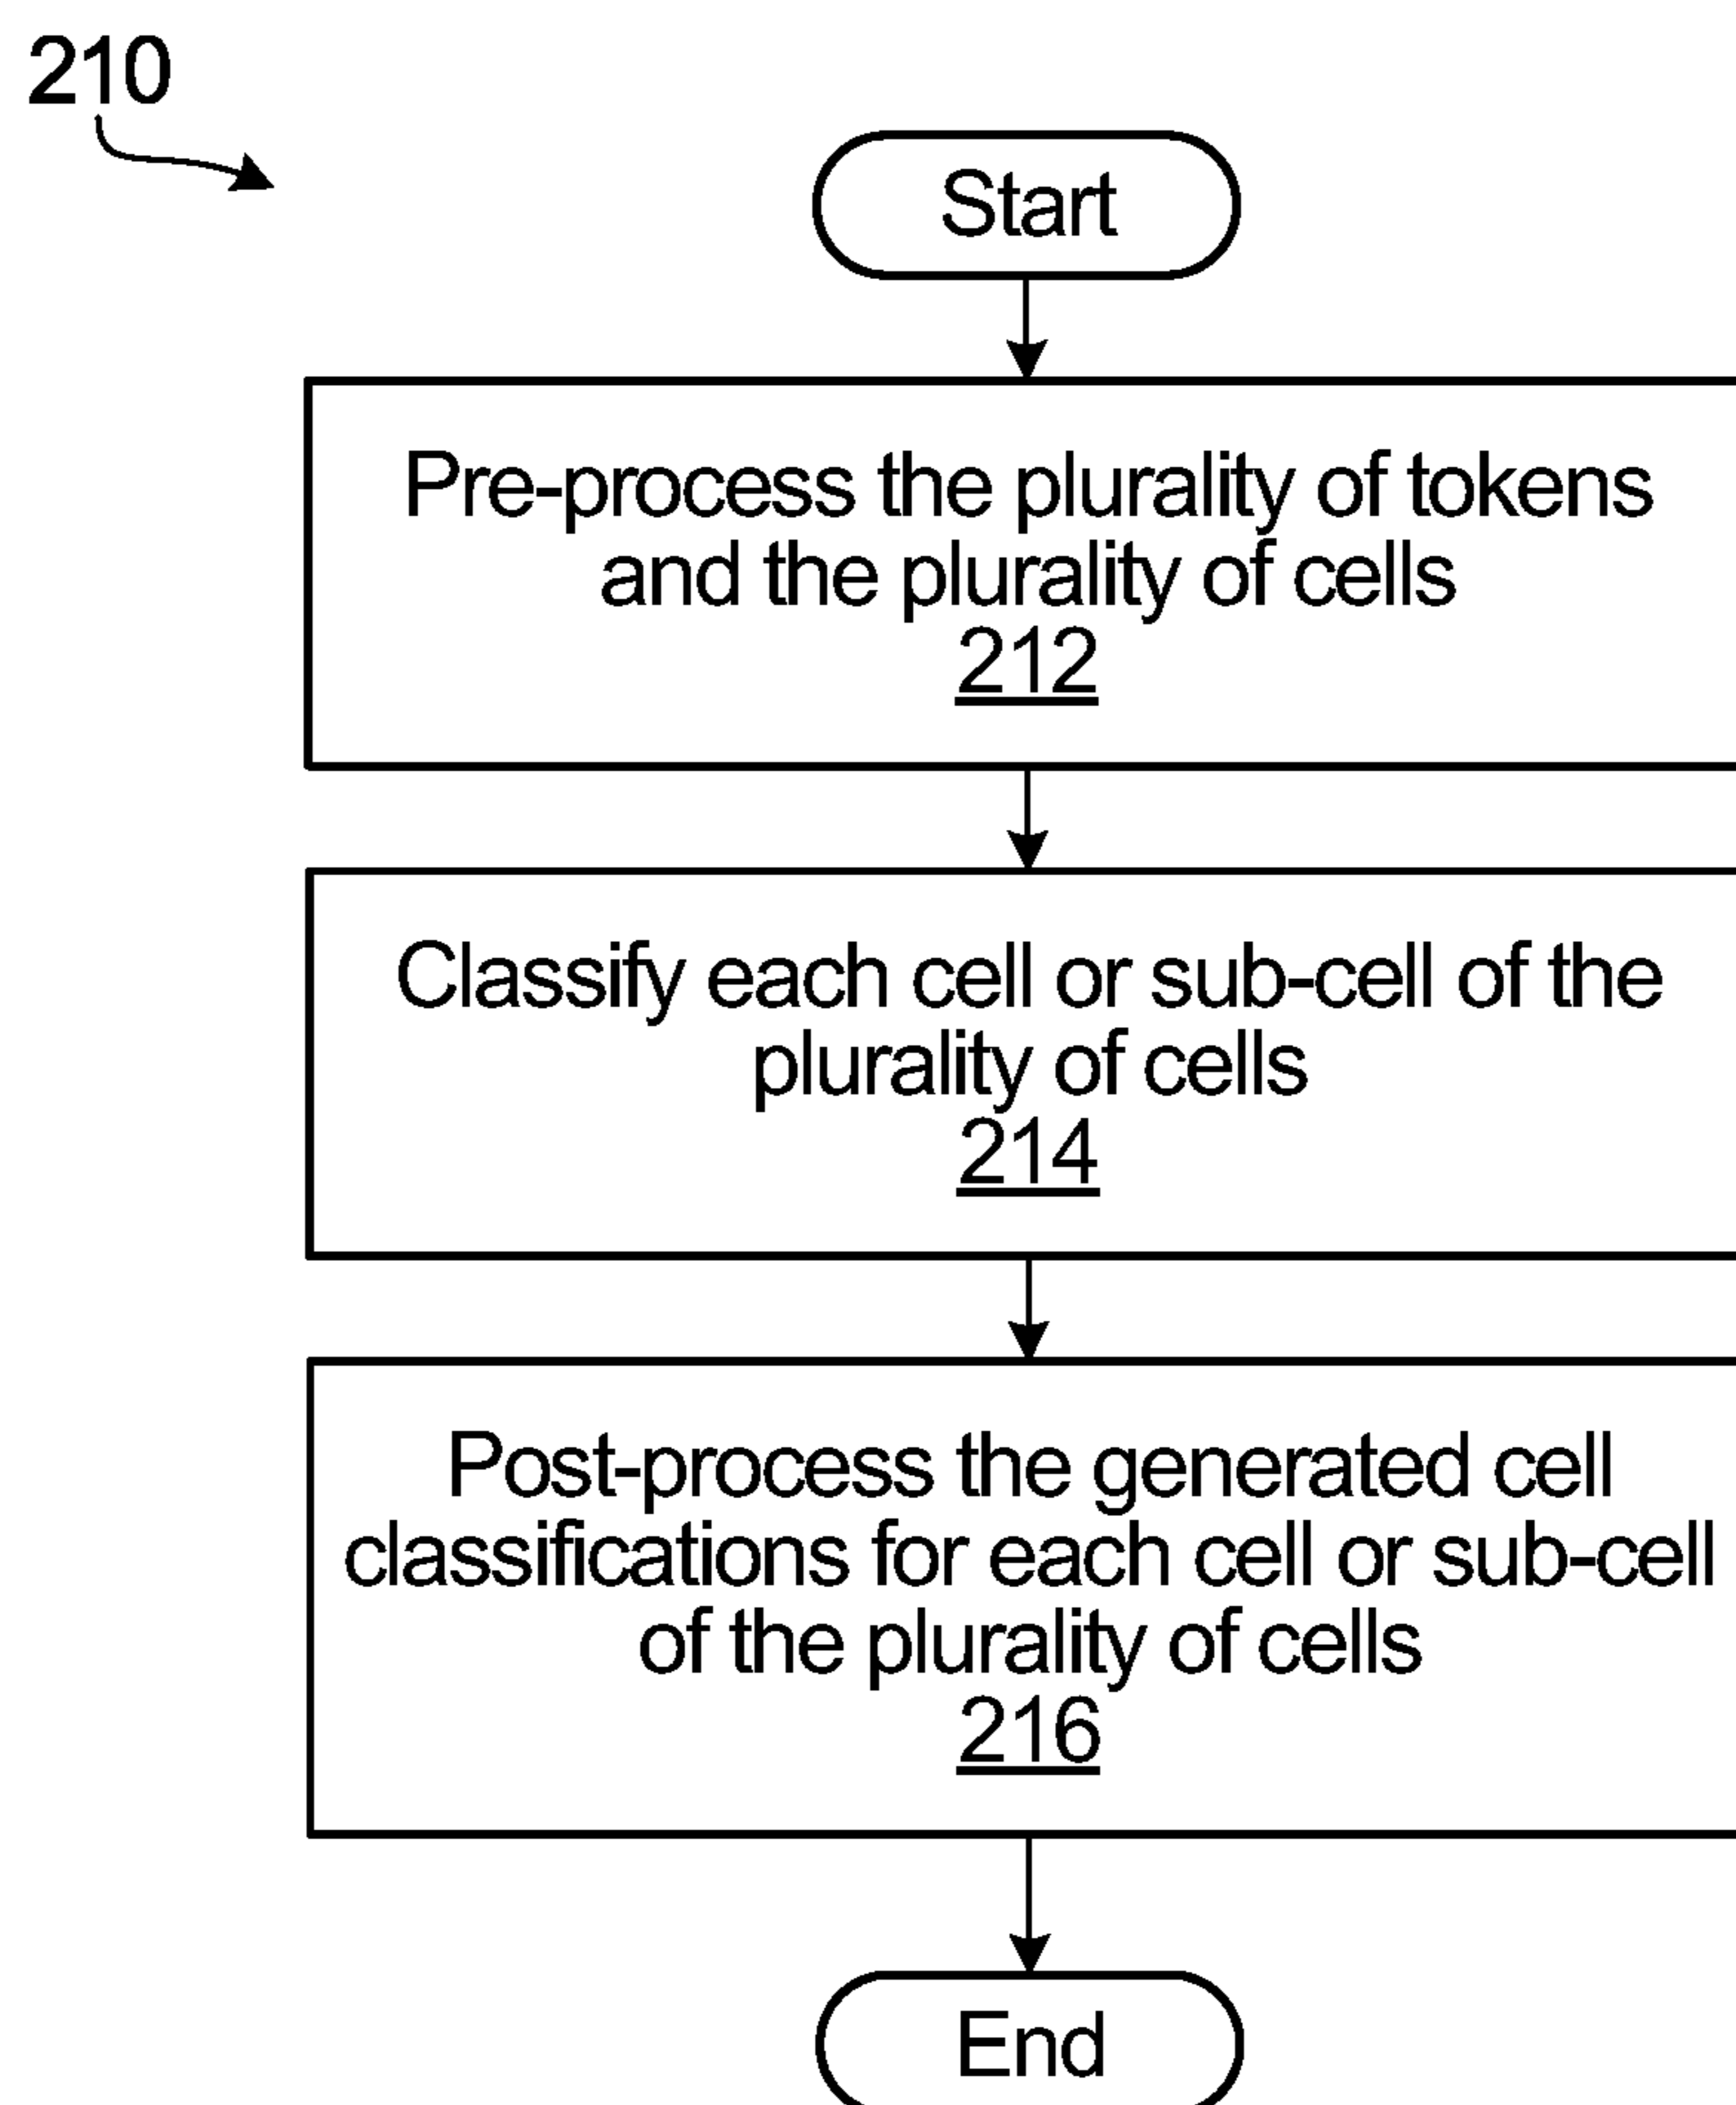 210
Start
Pre-process the plurality of tokens
and the plurality of cells
212
Classify each cell or sub-cell of the
plurality of cells
214
Post-process the generated cell
classifications for each cell or sub-cell
of the plurality of cells
216
End